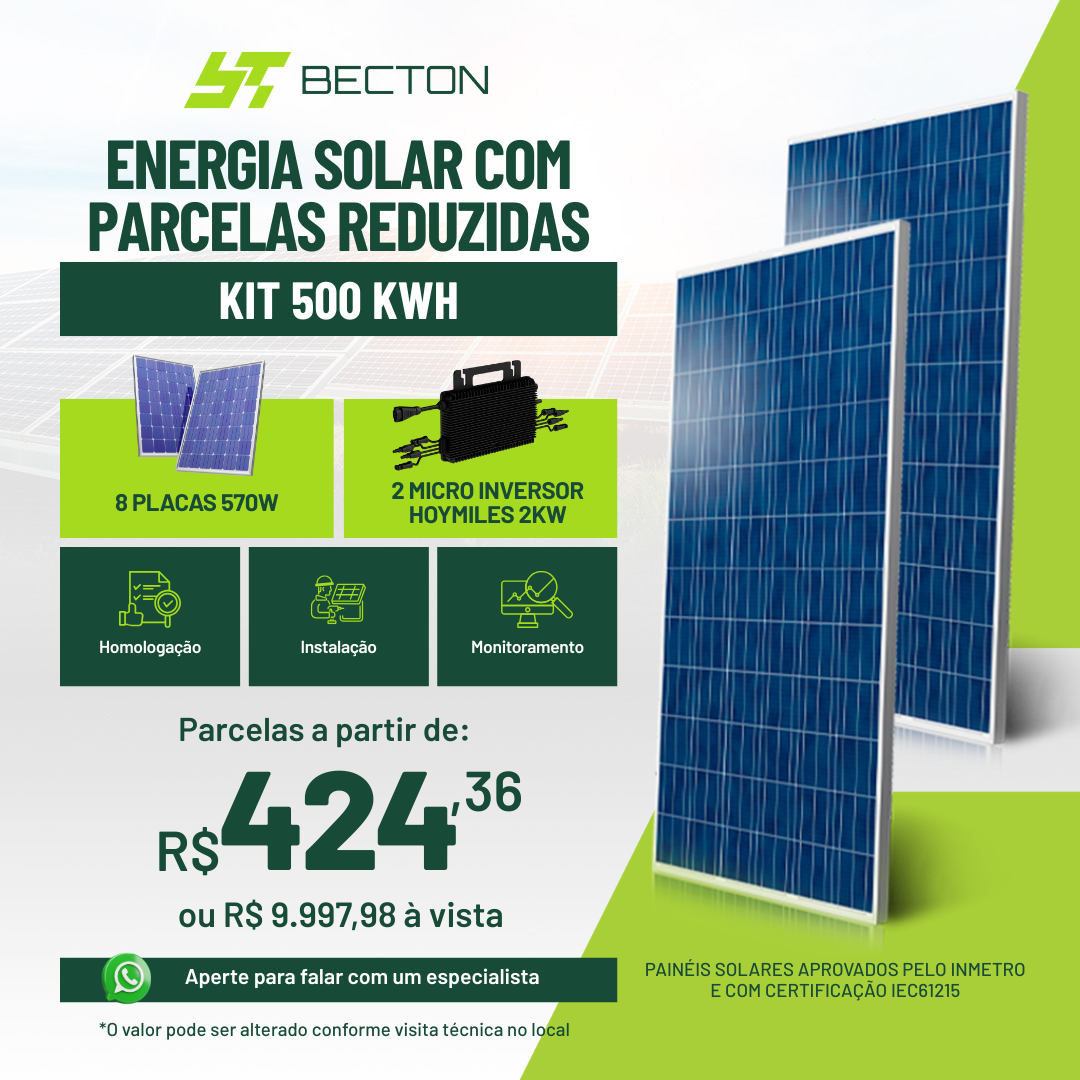 BECTON
ENERGIA SOLAR COM
PARCELAS REDUZIDAS
KIT 500 KWH
8 PLACAS 570W
2 MICRO INVERSOR
HOYMILES 2KW
Homologação
Instalação
Monitoramento
Parcelas a partir de:
R$424,36
ou R$ 9.997,98 à vista
Aperte para falar com um especialista
*O valor pode ser alterado conforme visita técnica no local
PAINÉIS SOLARES APROVADOS PELO INMETRO
E COM CERTIFICAÇÃO IEC61215